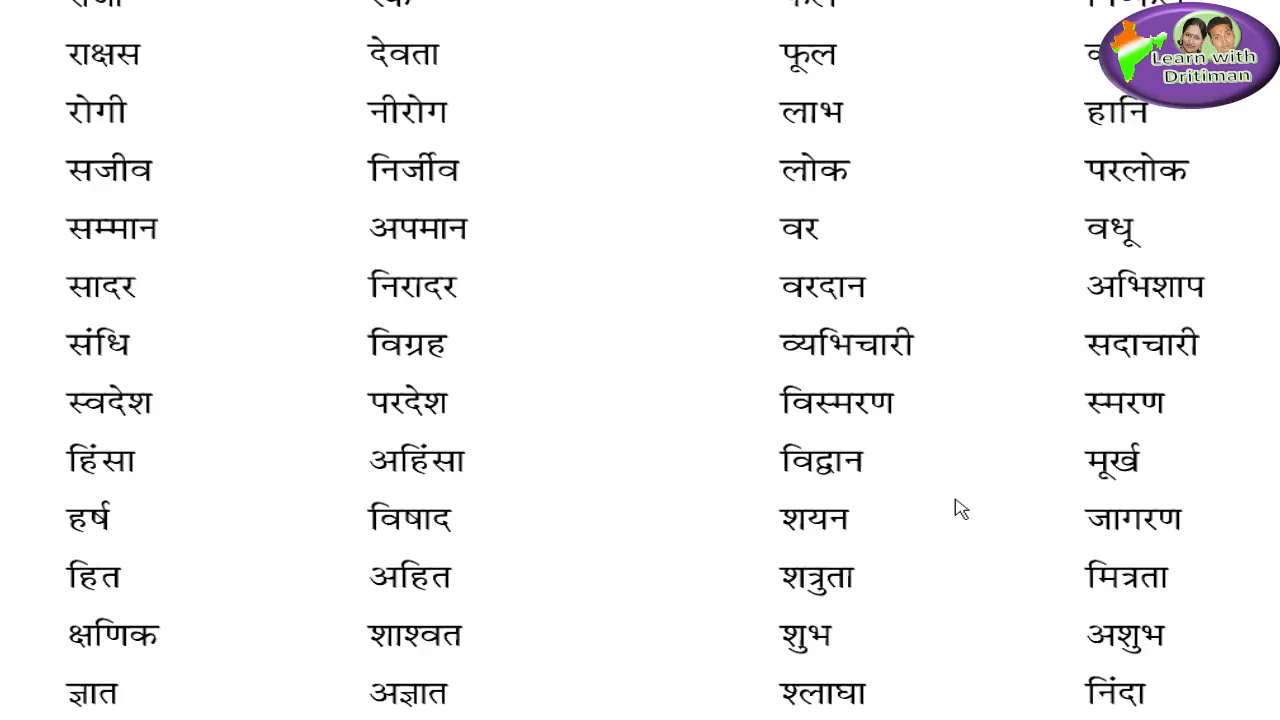 राक्षस देवता फूल
रोगी नीरोग लाभ हानि
सजीव निर्जीव लोक परलोक
सम्मान अपमान वर वधू
सादर निरादर वरदान अभिशाप
संधि विग्रह व्यभिचारी सदाचारी
स्वदेश परदेश विस्मरण स्मरण
हिंसा अहिंसा विद्वान मूर्ख
हर्ष विषाद शयन जागरण
हित अहित शत्रुता मित्रता
क्षणिक शाश्वत शुभ अशुभ
ज्ञात अज्ञात श्लाघा निंदा
Learn with
Dritiman